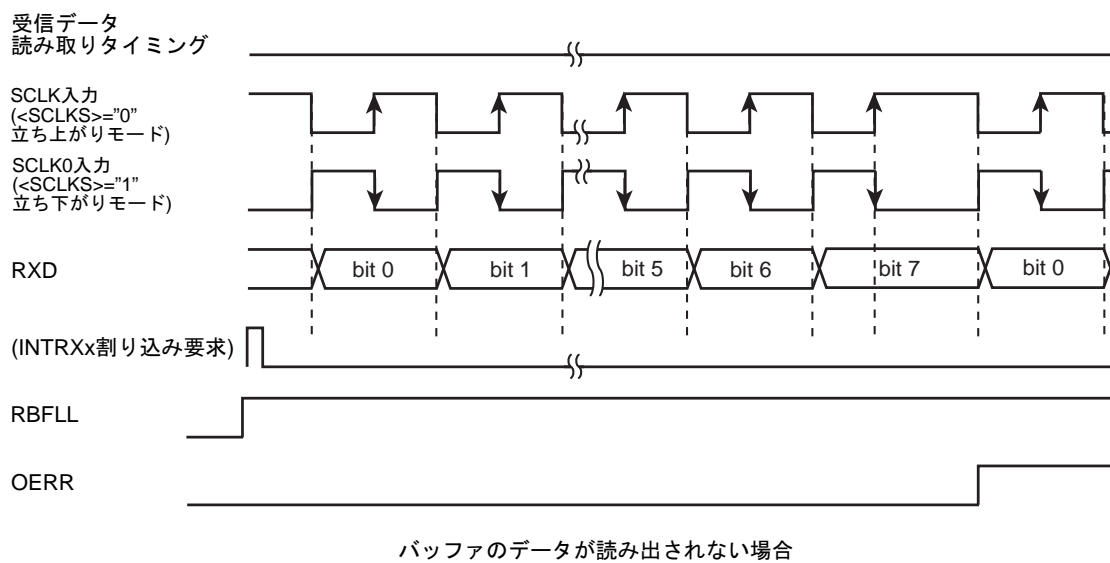 受信データ
読み取りタイミング
SCLK入力
(<SCLKS>="0"
立ち上がりモード)
SCLK0入力
(<SCLKS>="1"
立ち下がりモード)
RXD
bit 0
bit 1
bit 5
bit 6
bit 7
bit 0
(INTRXx割り込み要求)
RBFLL
OERR
バッファのデータが読み出されない場合